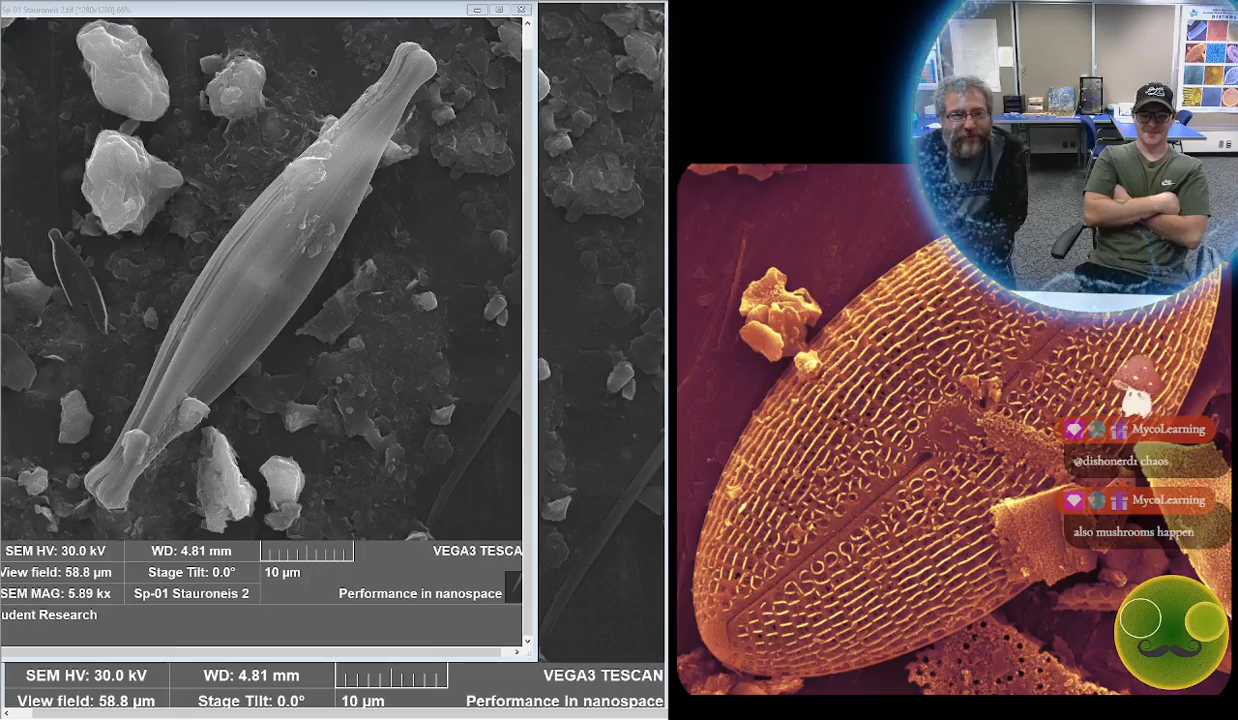 Sp-01 Stauroneis 2.tif [1280x1280] 66%
SEM HV: 30.0 kV
WD: 4.81 mm
VEGA3 TESCA
View field: 58.8 µm
Stage Tilt: 0.0°
10 µm
SEM MAG: 5.89 kx
Sp-01 Stauroneis 2
Performance in nanospace
udent Research
SEM HV: 30.0 kV
WD: 4.81 mm
VEGA3 TESCAN
View field: 58.8 µm
Stage Tilt: 0.0°
10 µm
Performance in nanospace
DIATOMS
MycoLearning
@dishonerd1 chaos
MycoLearning
also mushrooms happen